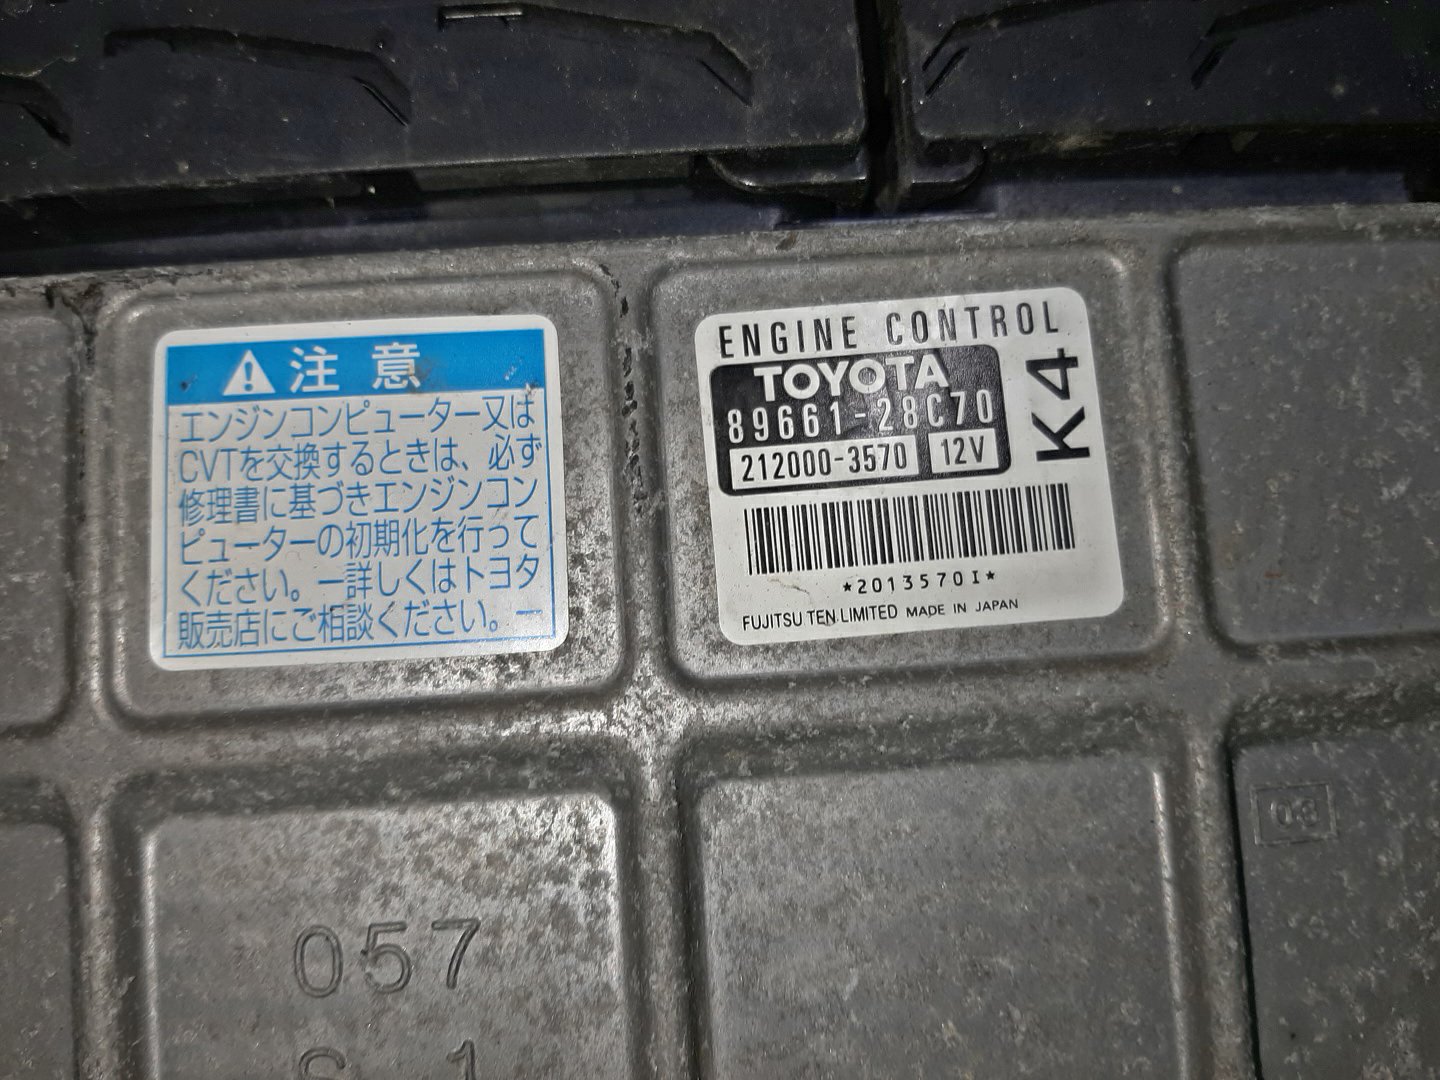 注意
エンジンコンピューター又は
CVTを交換するときは、必ず
修理書に基づきエンジンコン
ピューターの初期化を行って
ください。ー詳しくはトヨタ
販売店にご相談ください。ー
ENGINE CONTROL
TOYOTA
89661-28C70
212000-3570 12V
K4
*2013570I*
FUJITSU TEN LIMITED MADE IN JAPAN
03
057